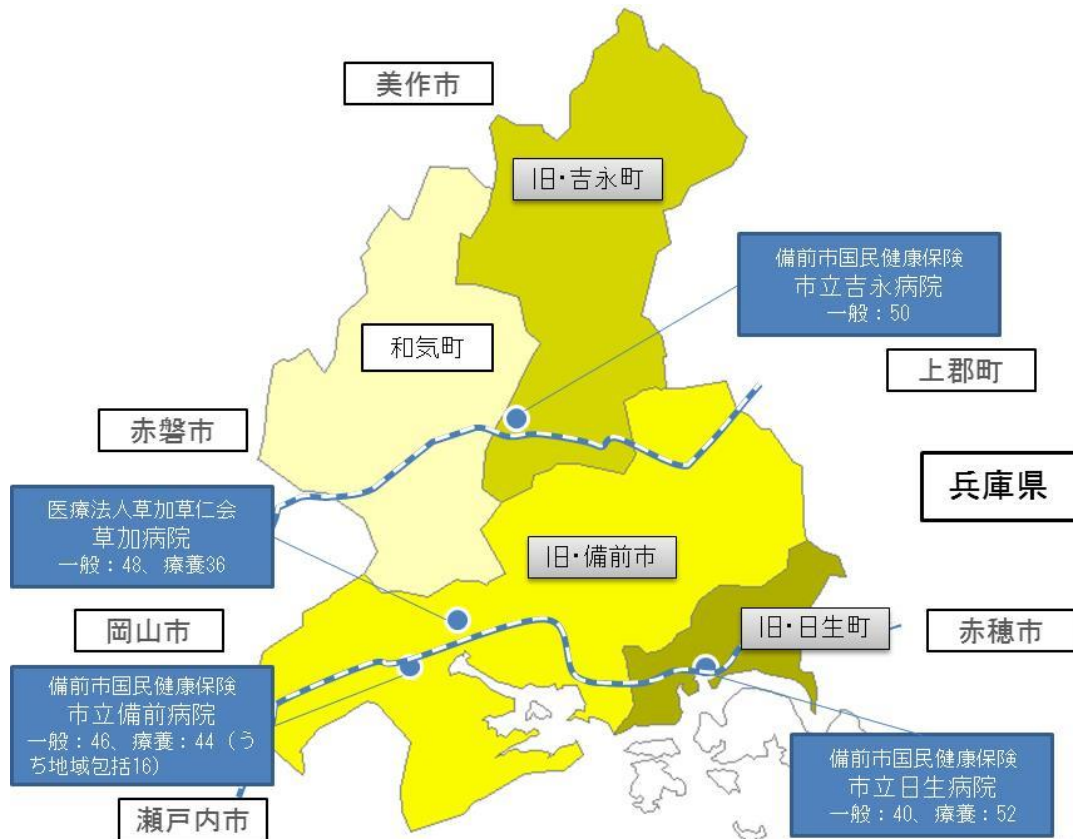 美作市
旧・吉永町
備前市国民健康保険
市立吉永病院
一般：50
和気町
上郡町
赤磐市
兵庫県
医療法人草加草仁会
草加病院
一般：48、療養36
旧・備前市
岡山市
旧・日生町
赤穂市
備前市国民健康保険
市立備前病院
一般：46、療養：44（う
ち地域包括16）
備前市国民健康保険
市立日生病院
一般：40、療養：52
瀬戸内市